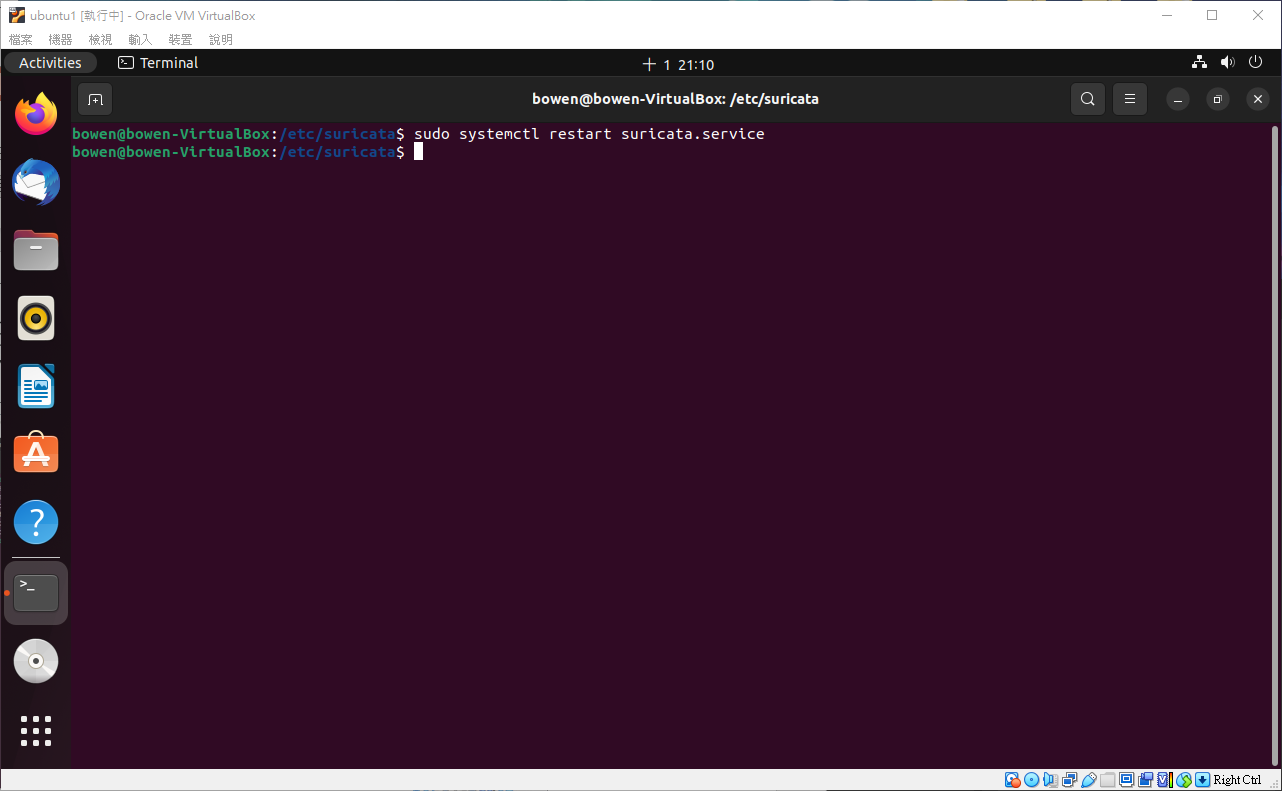 ubuntu1 [執行中] - Oracle VM VirtualBox
檔案 機器 檢視 輸入 裝置 說明
Activities Terminal 十 1 21:10
bowen@bowen-VirtualBox: /etc/suricata
bowen@bowen-VirtualBox:/etc/suricata$ sudo systemctl restart suricata.service
bowen@bowen-VirtualBox:/etc/suricata$
>_
Right Ctrl